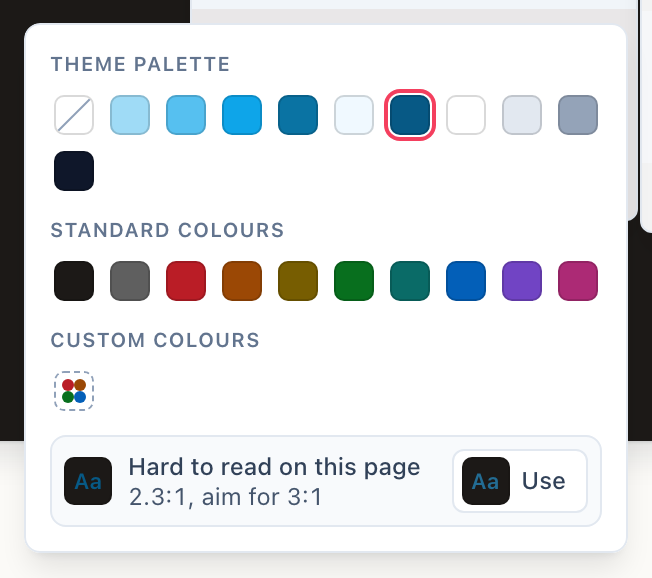 THEME PALETTE
STANDARD COLOURS
CUSTOM COLOURS
Aa
Hard to read on this page
2.3:1, aim for 3:1
Aa
Use